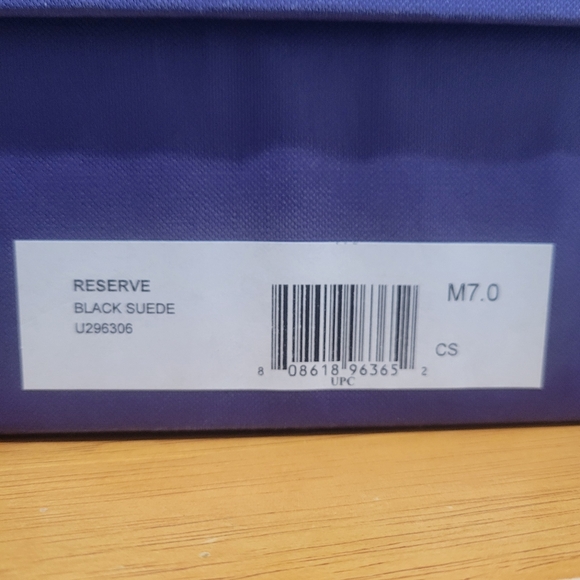 RESERVE
BLACK SUEDE
U296306
8 08618 96365 2
UPC
M7.0
CS